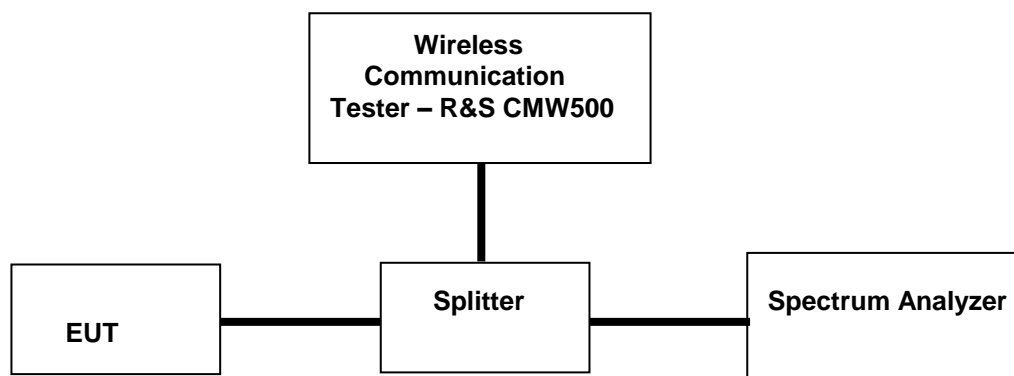 Wireless
Communication
Tester – R&S CMW500
Splitter
Spectrum Analyzer
EUT